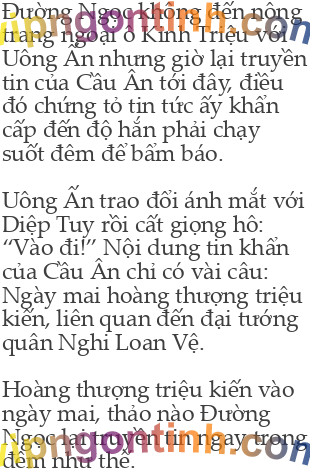 Đường Ngọc không đến nông
trang ngoại ô Kinh Triệu với
Uông Ấn nhưng giờ lại truyền
tin của Cầu Ân tới đây, điều
đó chứng tỏ tin tức ấy khẩn
cấp đến độ hắn phải chạy
suốt đêm để bẩm báo.
Uông Ấn trao đổi ánh mắt với
Diệp Tuy rồi cất giọng hô:
“Vào đi!” Nội dung tin khẩn
của Cầu Ân chỉ có vài câu:
Ngày mai hoàng thượng triệu
kiến, liên quan đến đại tướng
quân Nghi Loan Vệ.
Hoàng thượng triệu kiến vào
ngày mai, thảo nào Đường
Ngọc lại truyền tin ngay trong
đêm như thế.
vipngontinh.com
vipngontinh.com